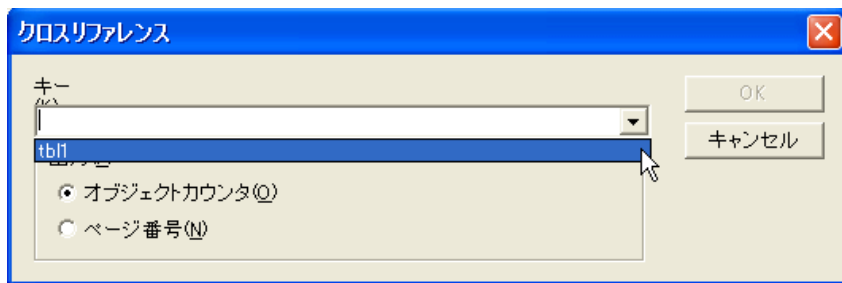 クロスリファレンス
キー
(K)
OK
tbl1
キャンセル
オブジェクトカウンタ(O)
ページ番号(N)